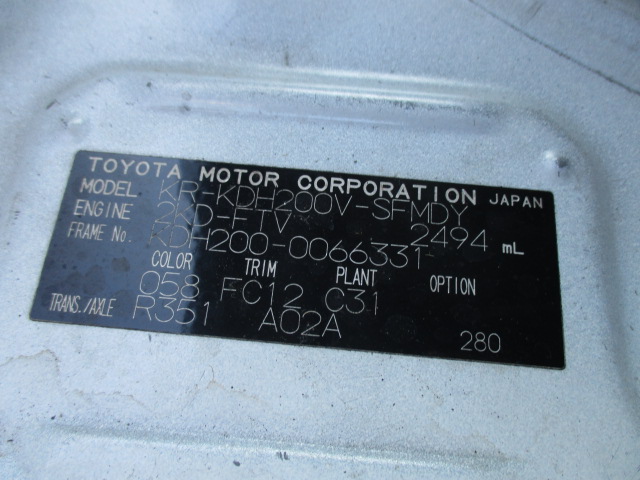 TOYOTA MOTOR CORPORATION JAPAN
MODEL KR-KDH200V-SFMDY
ENGINE 2KD-FTV 2494 mL
FRAME No. KDH200-0066331
COLOR TRIM PLANT OPTION
058 FC12 C31
TRANS./AXLE R351 A02A 280